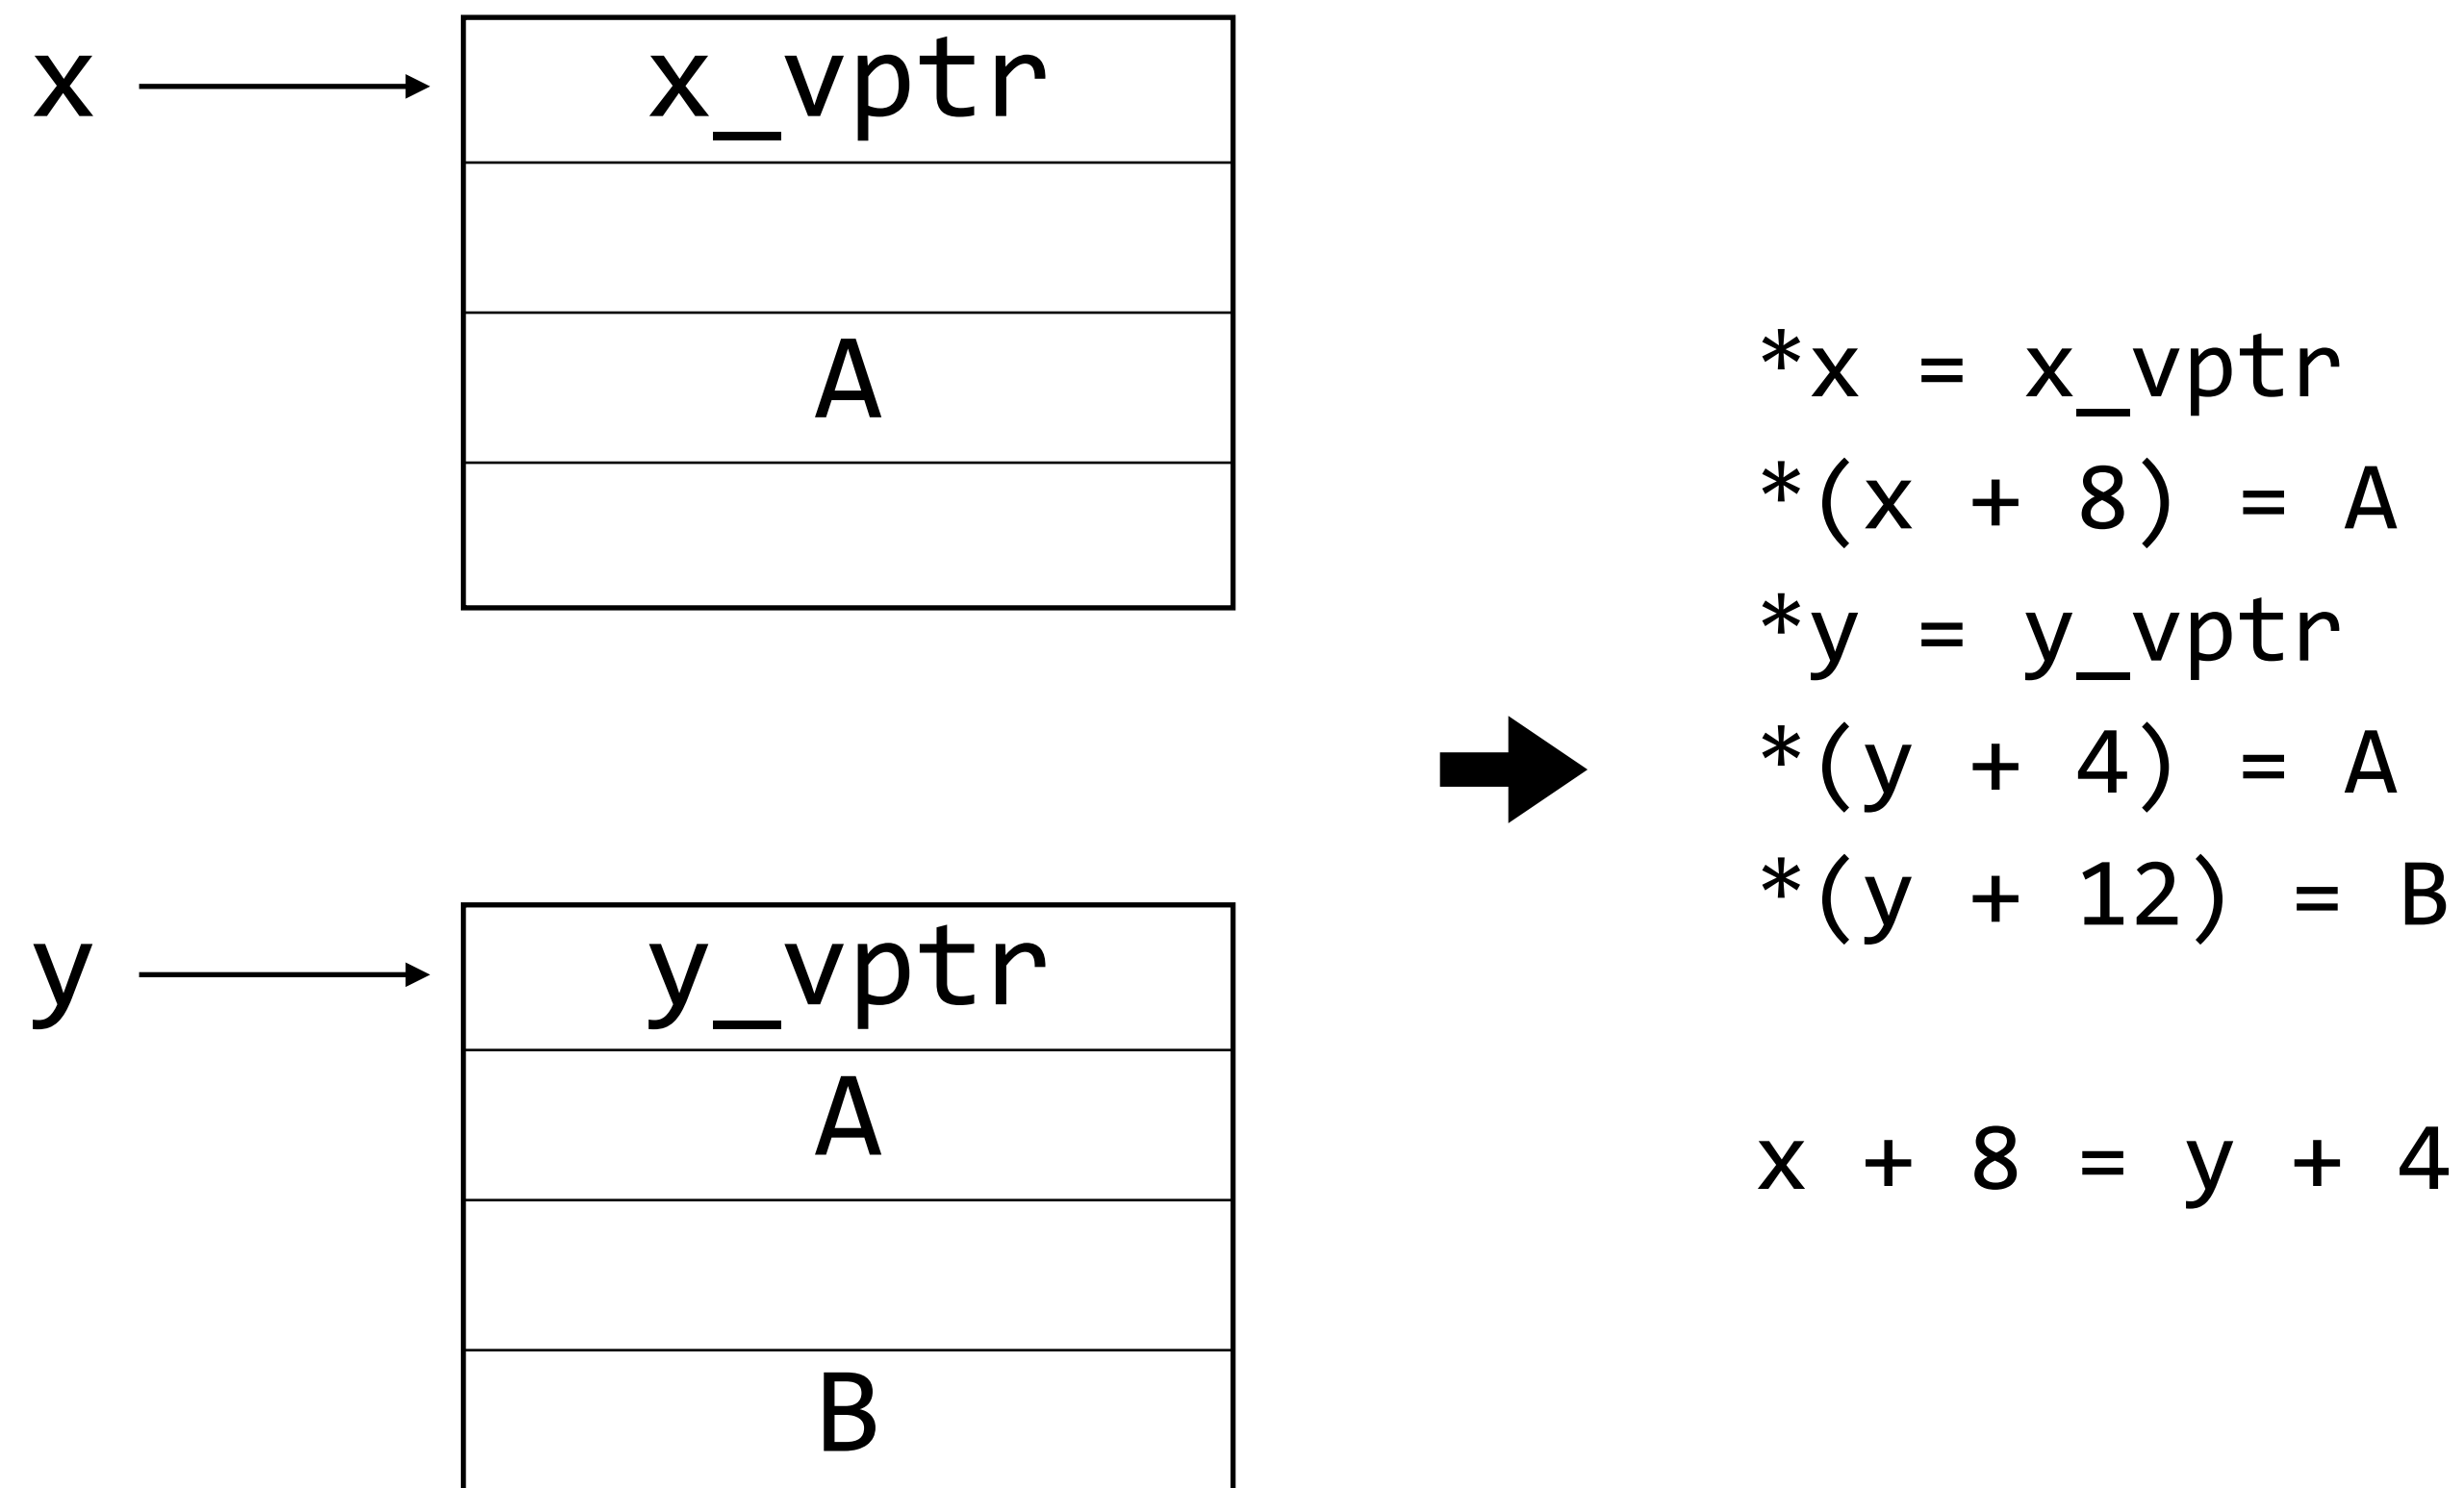 x
x_vptr
A
y
y_vptr
A
B
*x = x_vptr
*(x + 8) = A
*y = y_vptr
*(y + 4) = A
*(y + 12) = B
x + 8 = y + 4